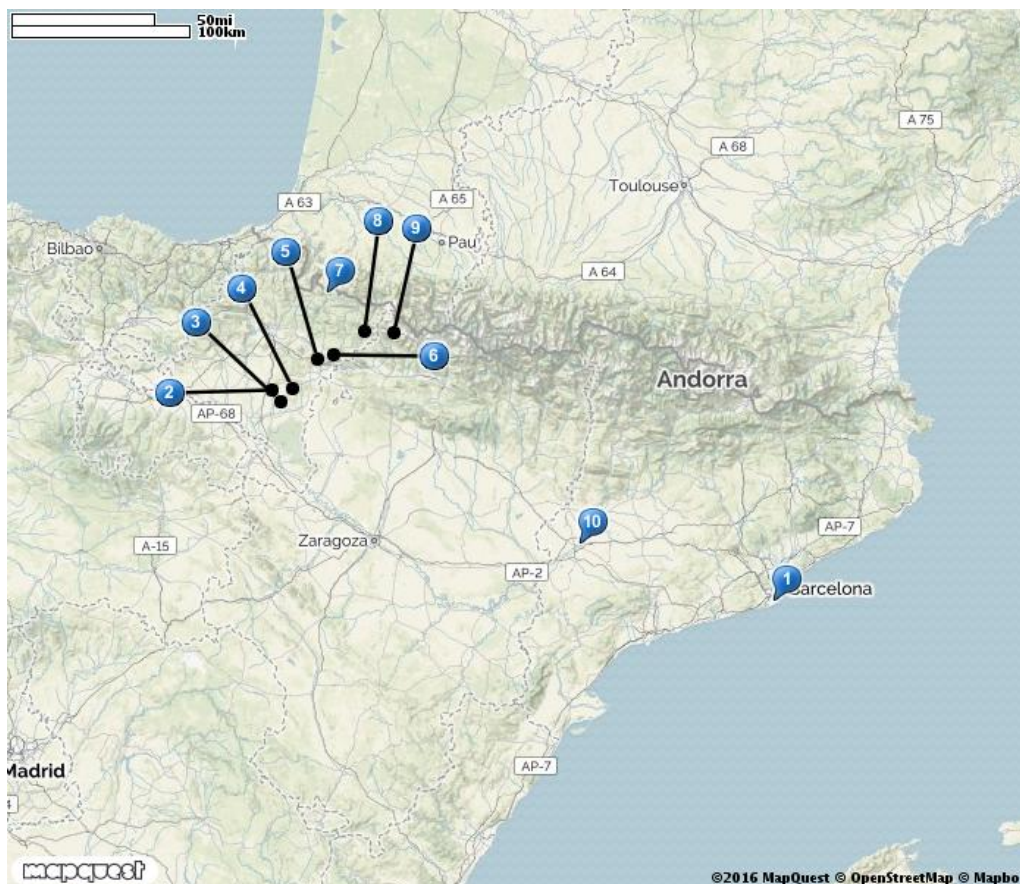 50mi
100km
A 75
A 68
Toulouse
A 63
A 65
8
9
Bilbao
Pau
5
7
A 64
4
3
6
Andorra
2
AP-68
10
AP-7
Zaragoza
A-15
AP-2
1
Barcelona
Madrid
AP-7
4
mapquest
©2016 MapQuest © OpenStreetMap © Mapbo